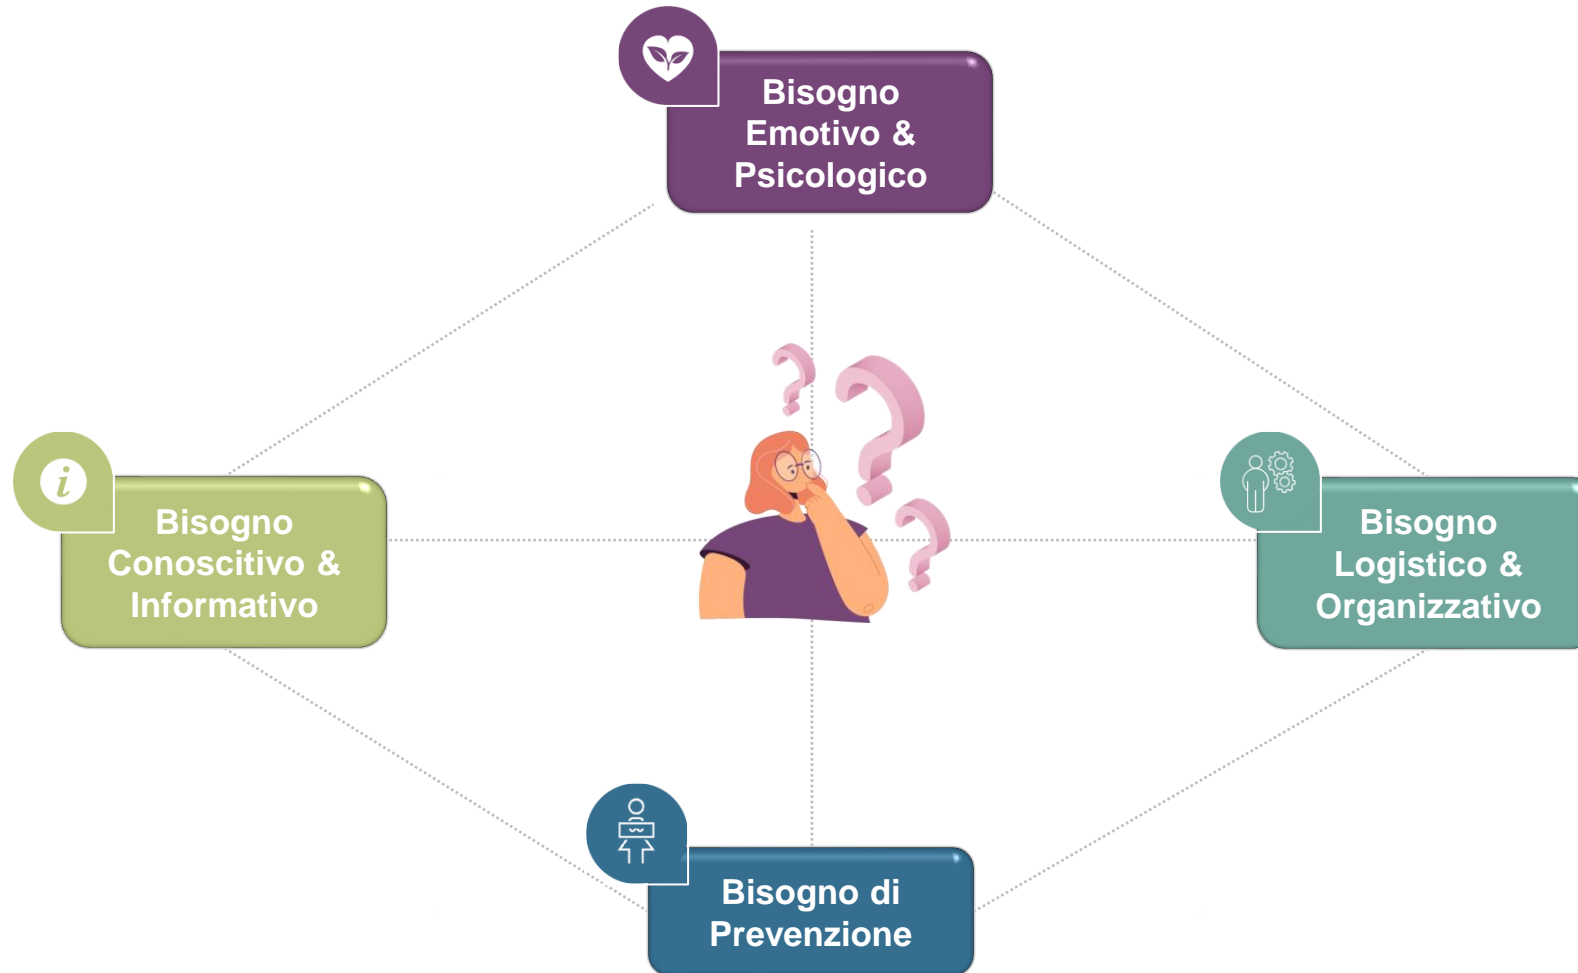 Bisogno
Emotivo &
Psicologico
i
Bisogno
Conoscitivo &
Informativo
Bisogno
Logistico &
Organizzativo
Bisogno di
Prevenzione
? ? ?